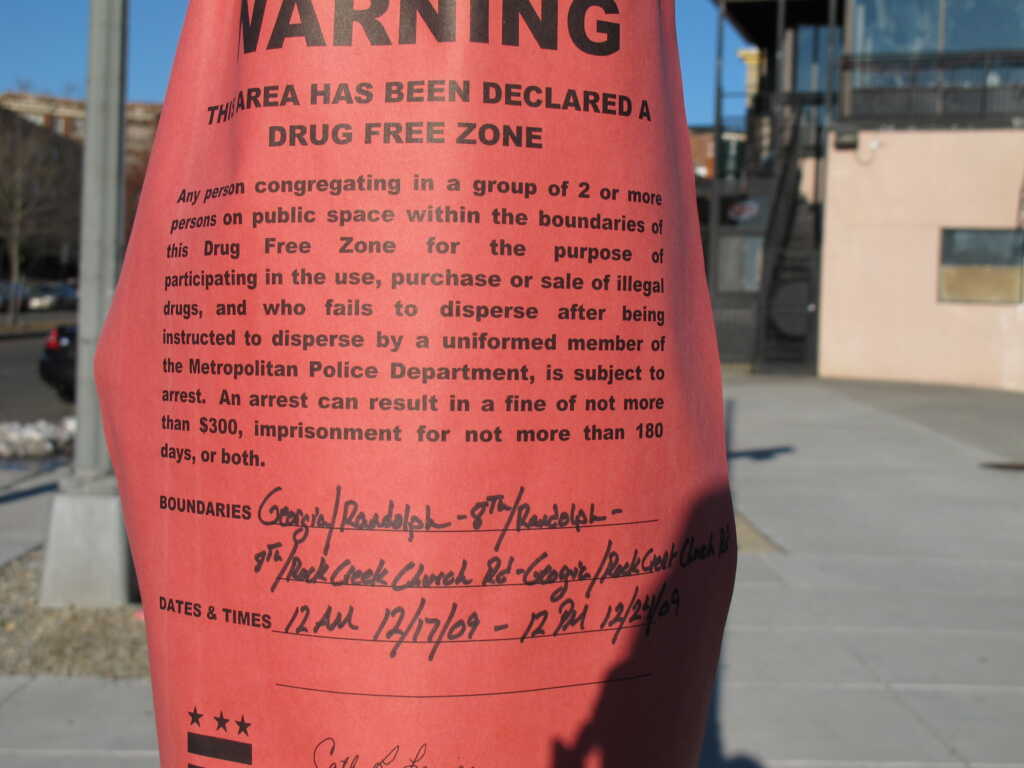 WARNING
THIS AREA HAS BEEN DECLARED A
DRUG FREE ZONE
Any person congregating in a group of 2 or more
persons on public space within the boundaries of
this Drug Free Zone for the purpose of
participating in the use, purchase or sale of illegal
drugs, and who fails to disperse after being
instructed to disperse by a uniformed member of
the Metropolitan Police Department, is subject to
arrest. An arrest can result in a fine of not more
than $300, imprisonment for not more than 180
days, or both.
BOUNDARIES Georgia/Randolph - 8TH/Randolph -
8TH/Rock Creek Church Rd - Georgia/Rock Creek Church Rd
DATES & TIMES 12 AM 12/17/09 - 12 PM 12/24/09